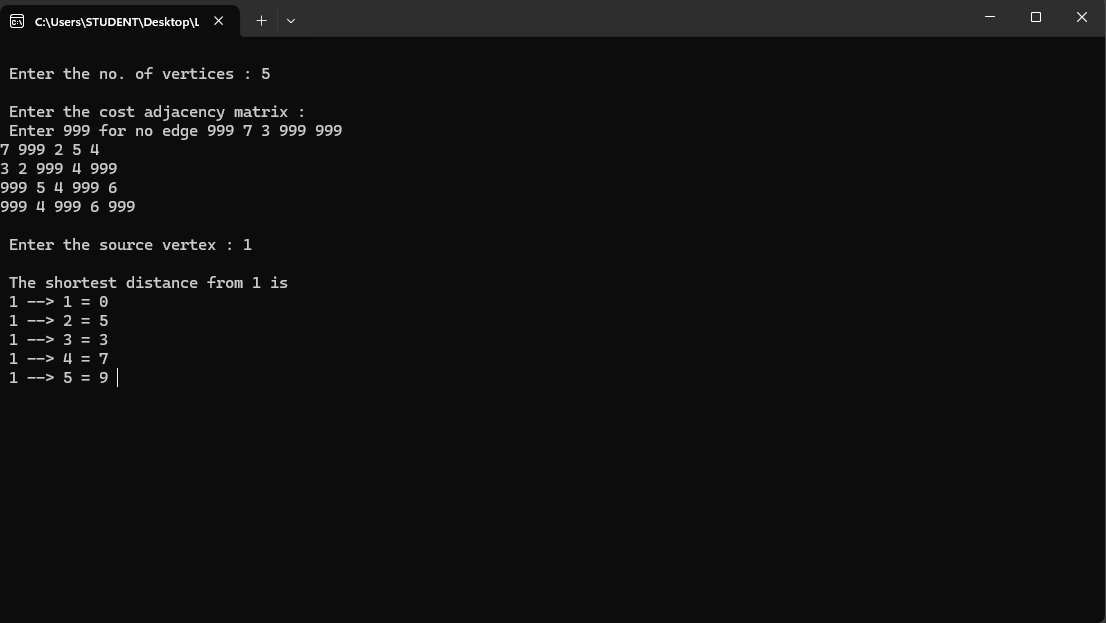 C:\Users\STUDENT\Desktop\L
Enter the no. of vertices : 5
Enter the cost adjacency matrix :
Enter 999 for no edge 999 7 3 999 999
7 999 2 5 4
3 2 999 4 999
999 5 4 999 6
999 4 999 6 999
Enter the source vertex : 1
The shortest distance from 1 is
1 --> 1 = 0
1 --> 2 = 5
1 --> 3 = 3
1 --> 4 = 7
1 --> 5 = 9